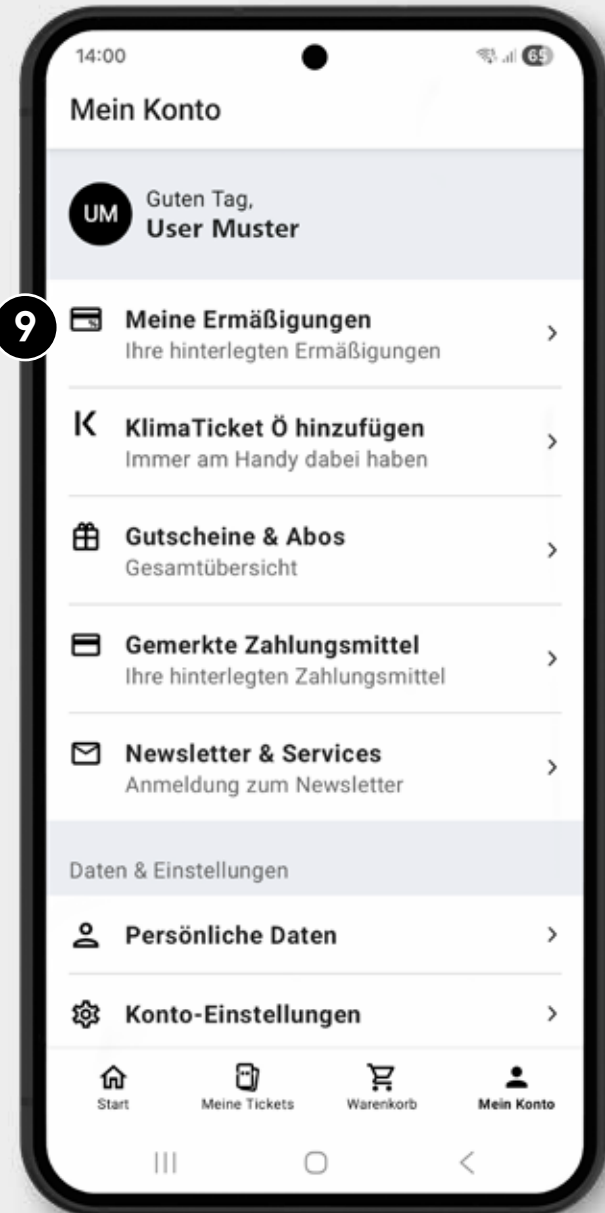 14:00
65
Mein Konto
UM
Guten Tag,
User Muster
9
Meine Ermäßigungen
Ihre hinterlegten Ermäßigungen
KlimaTicket Ö hinzufügen
Immer am Handy dabei haben
Gutscheine & Abos
Gesamtübersicht
Gemerkte Zahlungsmittel
Ihre hinterlegten Zahlungsmittel
Newsletter & Services
Anmeldung zum Newsletter
Daten & Einstellungen
Persönliche Daten
Konto-Einstellungen
Start
Meine Tickets
Warenkorb
Mein Konto